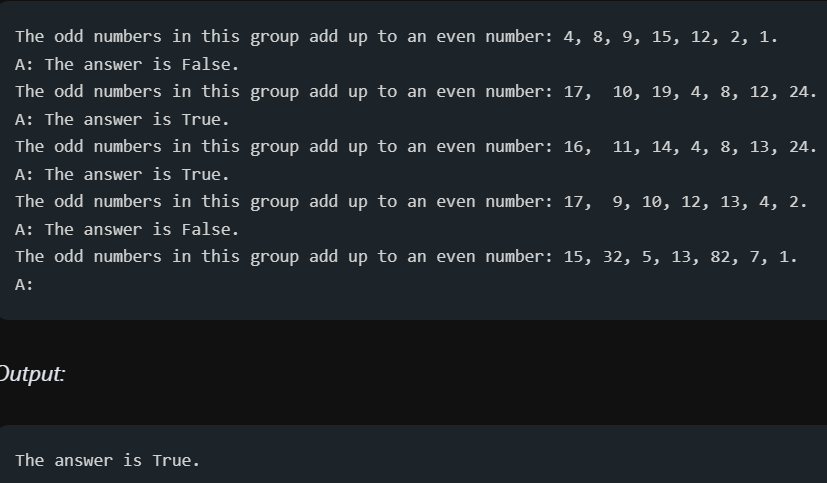 The odd numbers in this group add up to an even number: 4, 8, 9, 15, 12, 2, 1.
A: The answer is False.
The odd numbers in this group add up to an even number: 17,  10, 19, 4, 8, 12, 24.
A: The answer is True.
The odd numbers in this group add up to an even number: 16,  11, 14, 4, 8, 13, 24.
A: The answer is True.
The odd numbers in this group add up to an even number: 17,  9, 10, 12, 13, 4, 2.
A: The answer is False.
The odd numbers in this group add up to an even number: 15, 32, 5, 13, 82, 7, 1.
A:
Output:
The answer is True.